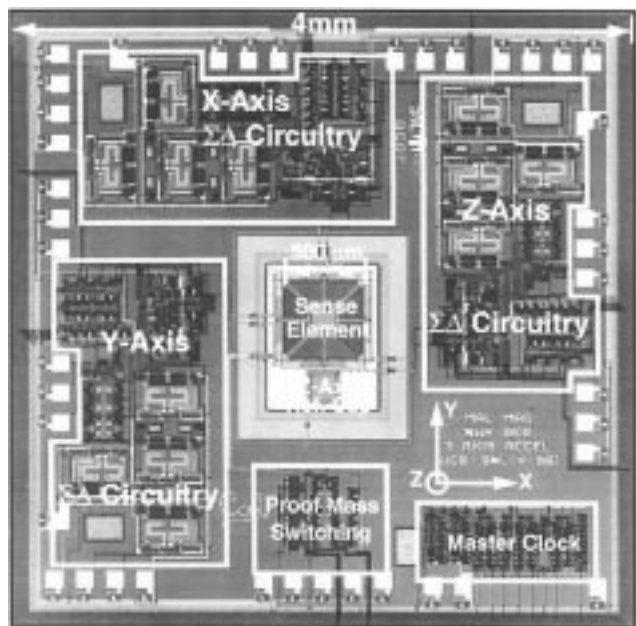 4mm
X-Axis
ΣΔ Circuitry
Z-Axis
ΣΔ Circuitry
Sense
Element
Y-Axis
ΣΔ Circuitry
Y
Z
X
Proof Mass
Switching
Master Clock